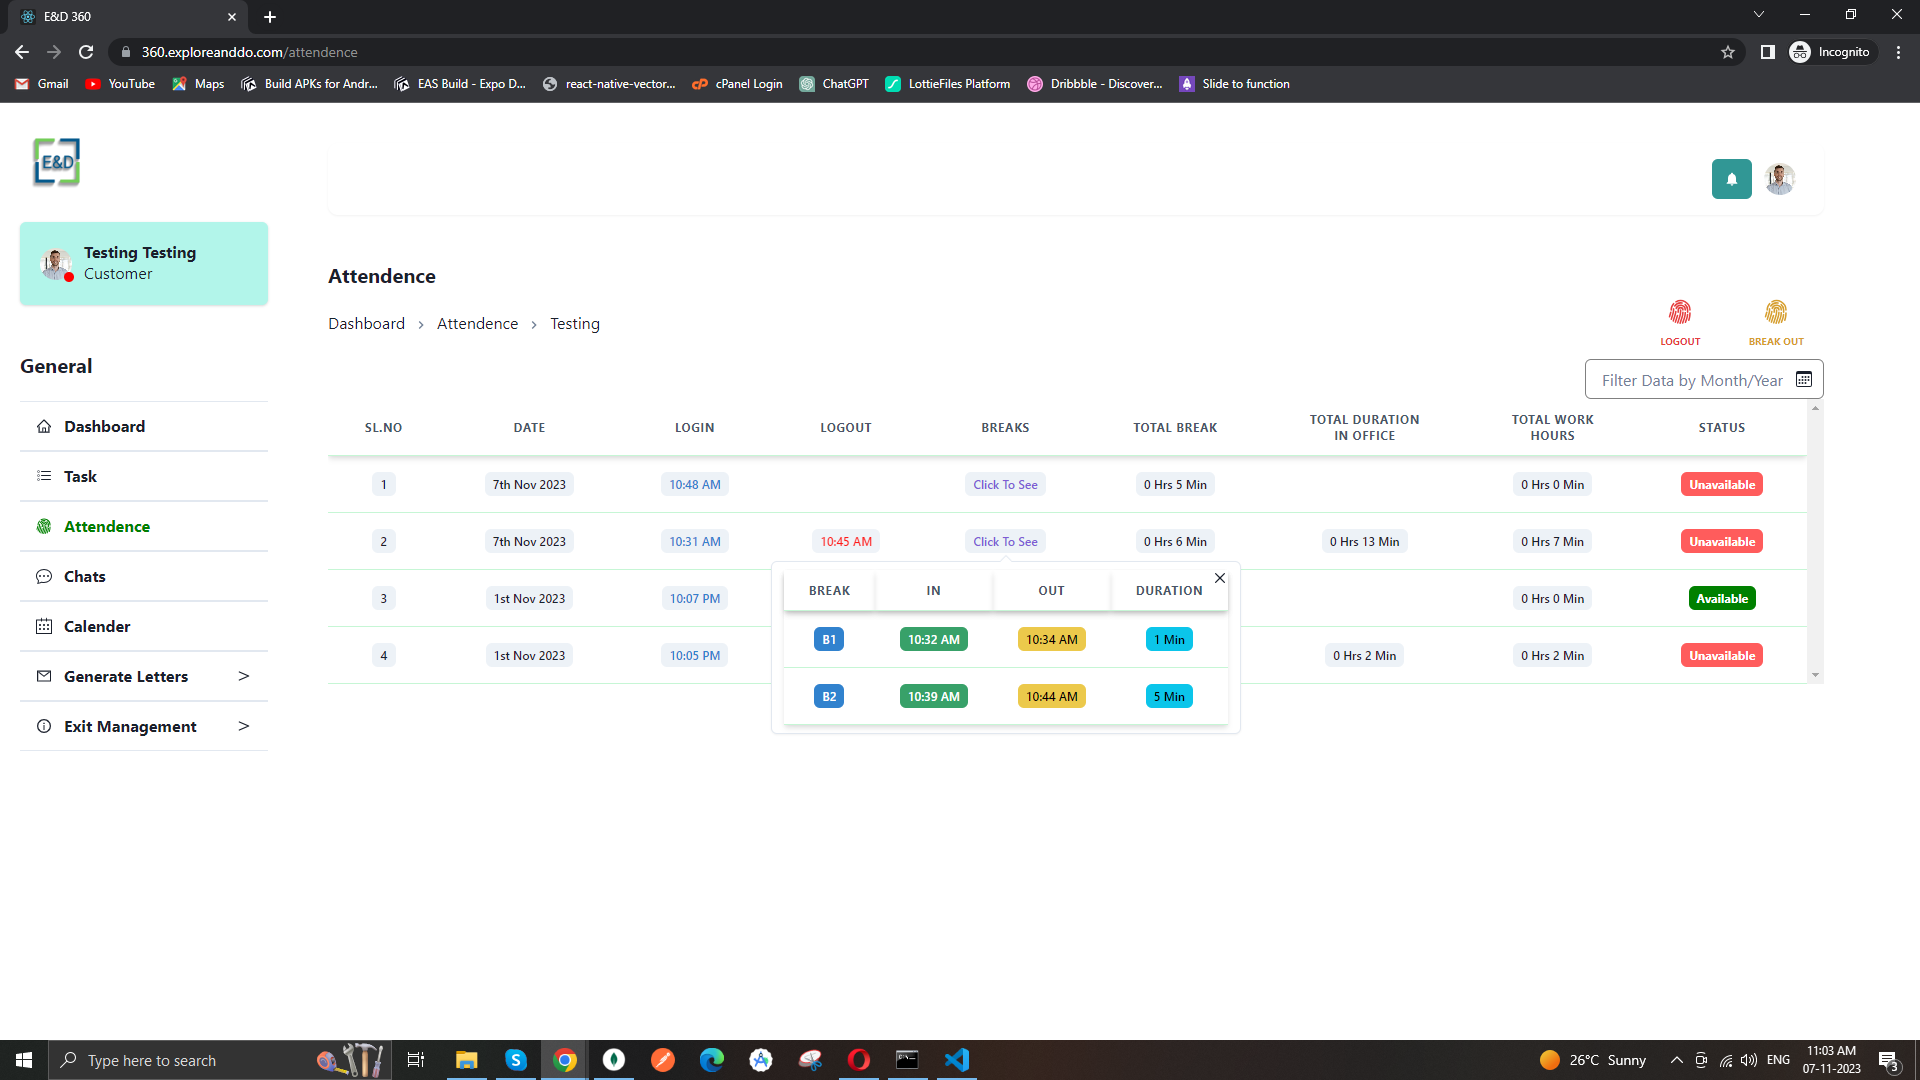 E&D 360
360.exploreanddo.com/attendence
Incognito
Gmail
YouTube
Maps
Build APKs for Andr...
EAS Build - Expo D...
react-native-vector...
cPanel Login
ChatGPT
LottieFiles Platform
Dribbble - Discover...
Slide to function
E&D
Testing Testing
Customer
General
Dashboard
Task
Attendence
Chats
Calender
Generate Letters >
Exit Management >
Attendence
Dashboard > Attendence > Testing
LOGOUT BREAK OUT
Filter Data by Month/Year
SL.NO DATE LOGIN LOGOUT BREAKS TOTAL BREAK TOTAL DURATION IN OFFICE TOTAL WORK HOURS STATUS
1 7th Nov 2023 10:48 AM Click To See 0 Hrs 5 Min 0 Hrs 0 Min Unavailable
2 7th Nov 2023 10:31 AM 10:45 AM Click To See 0 Hrs 6 Min 0 Hrs 13 Min 0 Hrs 7 Min Unavailable
3 1st Nov 2023 10:07 PM 0 Hrs 0 Min Available
4 1st Nov 2023 10:05 PM 0 Hrs 2 Min 0 Hrs 2 Min Unavailable
BREAK IN OUT DURATION
B1 10:32 AM 10:34 AM 1 Min
B2 10:39 AM 10:44 AM 5 Min
Type here to search
26°C Sunny
ENG
11:03 AM
07-11-2023
3